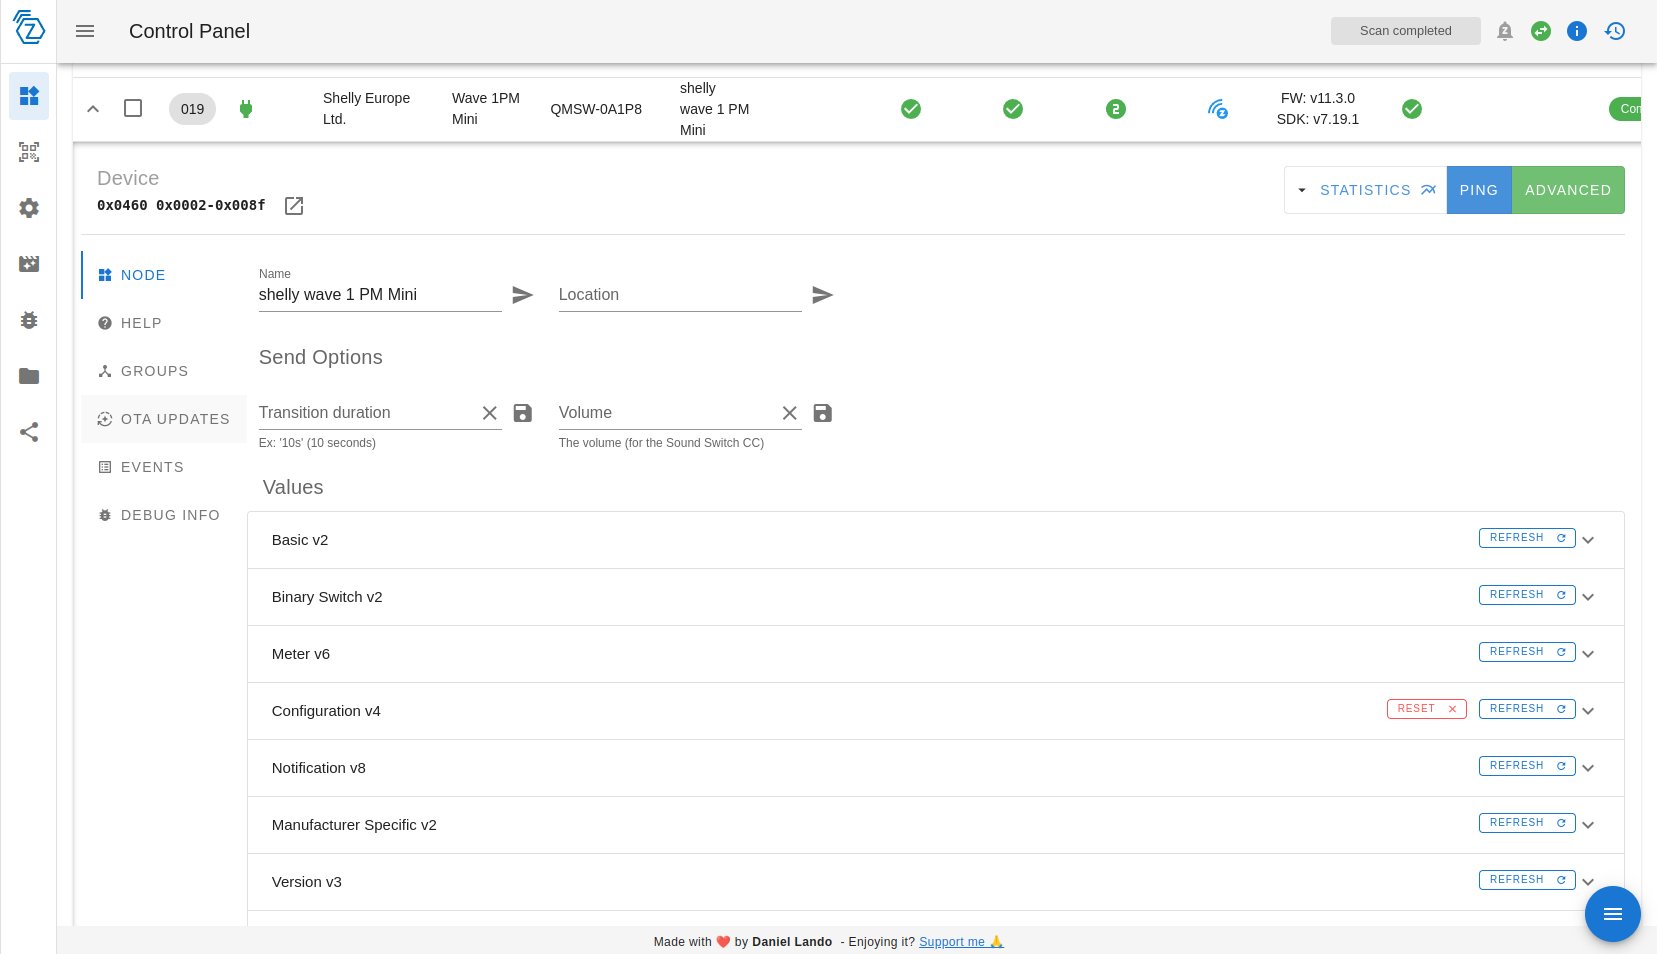 Control Panel
Scan completed
019
Shelly Europe
Ltd.
Wave 1PM
Mini
QMSW-0A1P8
shelly
wave 1 PM
Mini
2
FW: v11.3.0
SDK: v7.19.1
Device
0x0460 0x0002-0x008f
STATISTICS
PING
ADVANCED
NODE
HELP
GROUPS
OTA UPDATES
EVENTS
DEBUG INFO
Name
shelly wave 1 PM Mini
Location
Send Options
Transition duration
Ex: '10s' (10 seconds)
Volume
The volume (for the Sound Switch CC)
Values
Basic v2
REFRESH
Binary Switch v2
REFRESH
Meter v6
REFRESH
Configuration v4
RESET
REFRESH
Notification v8
REFRESH
Manufacturer Specific v2
REFRESH
Version v3
REFRESH
Made with ❤️ by Daniel Lando - Enjoying it? Support me 🙏